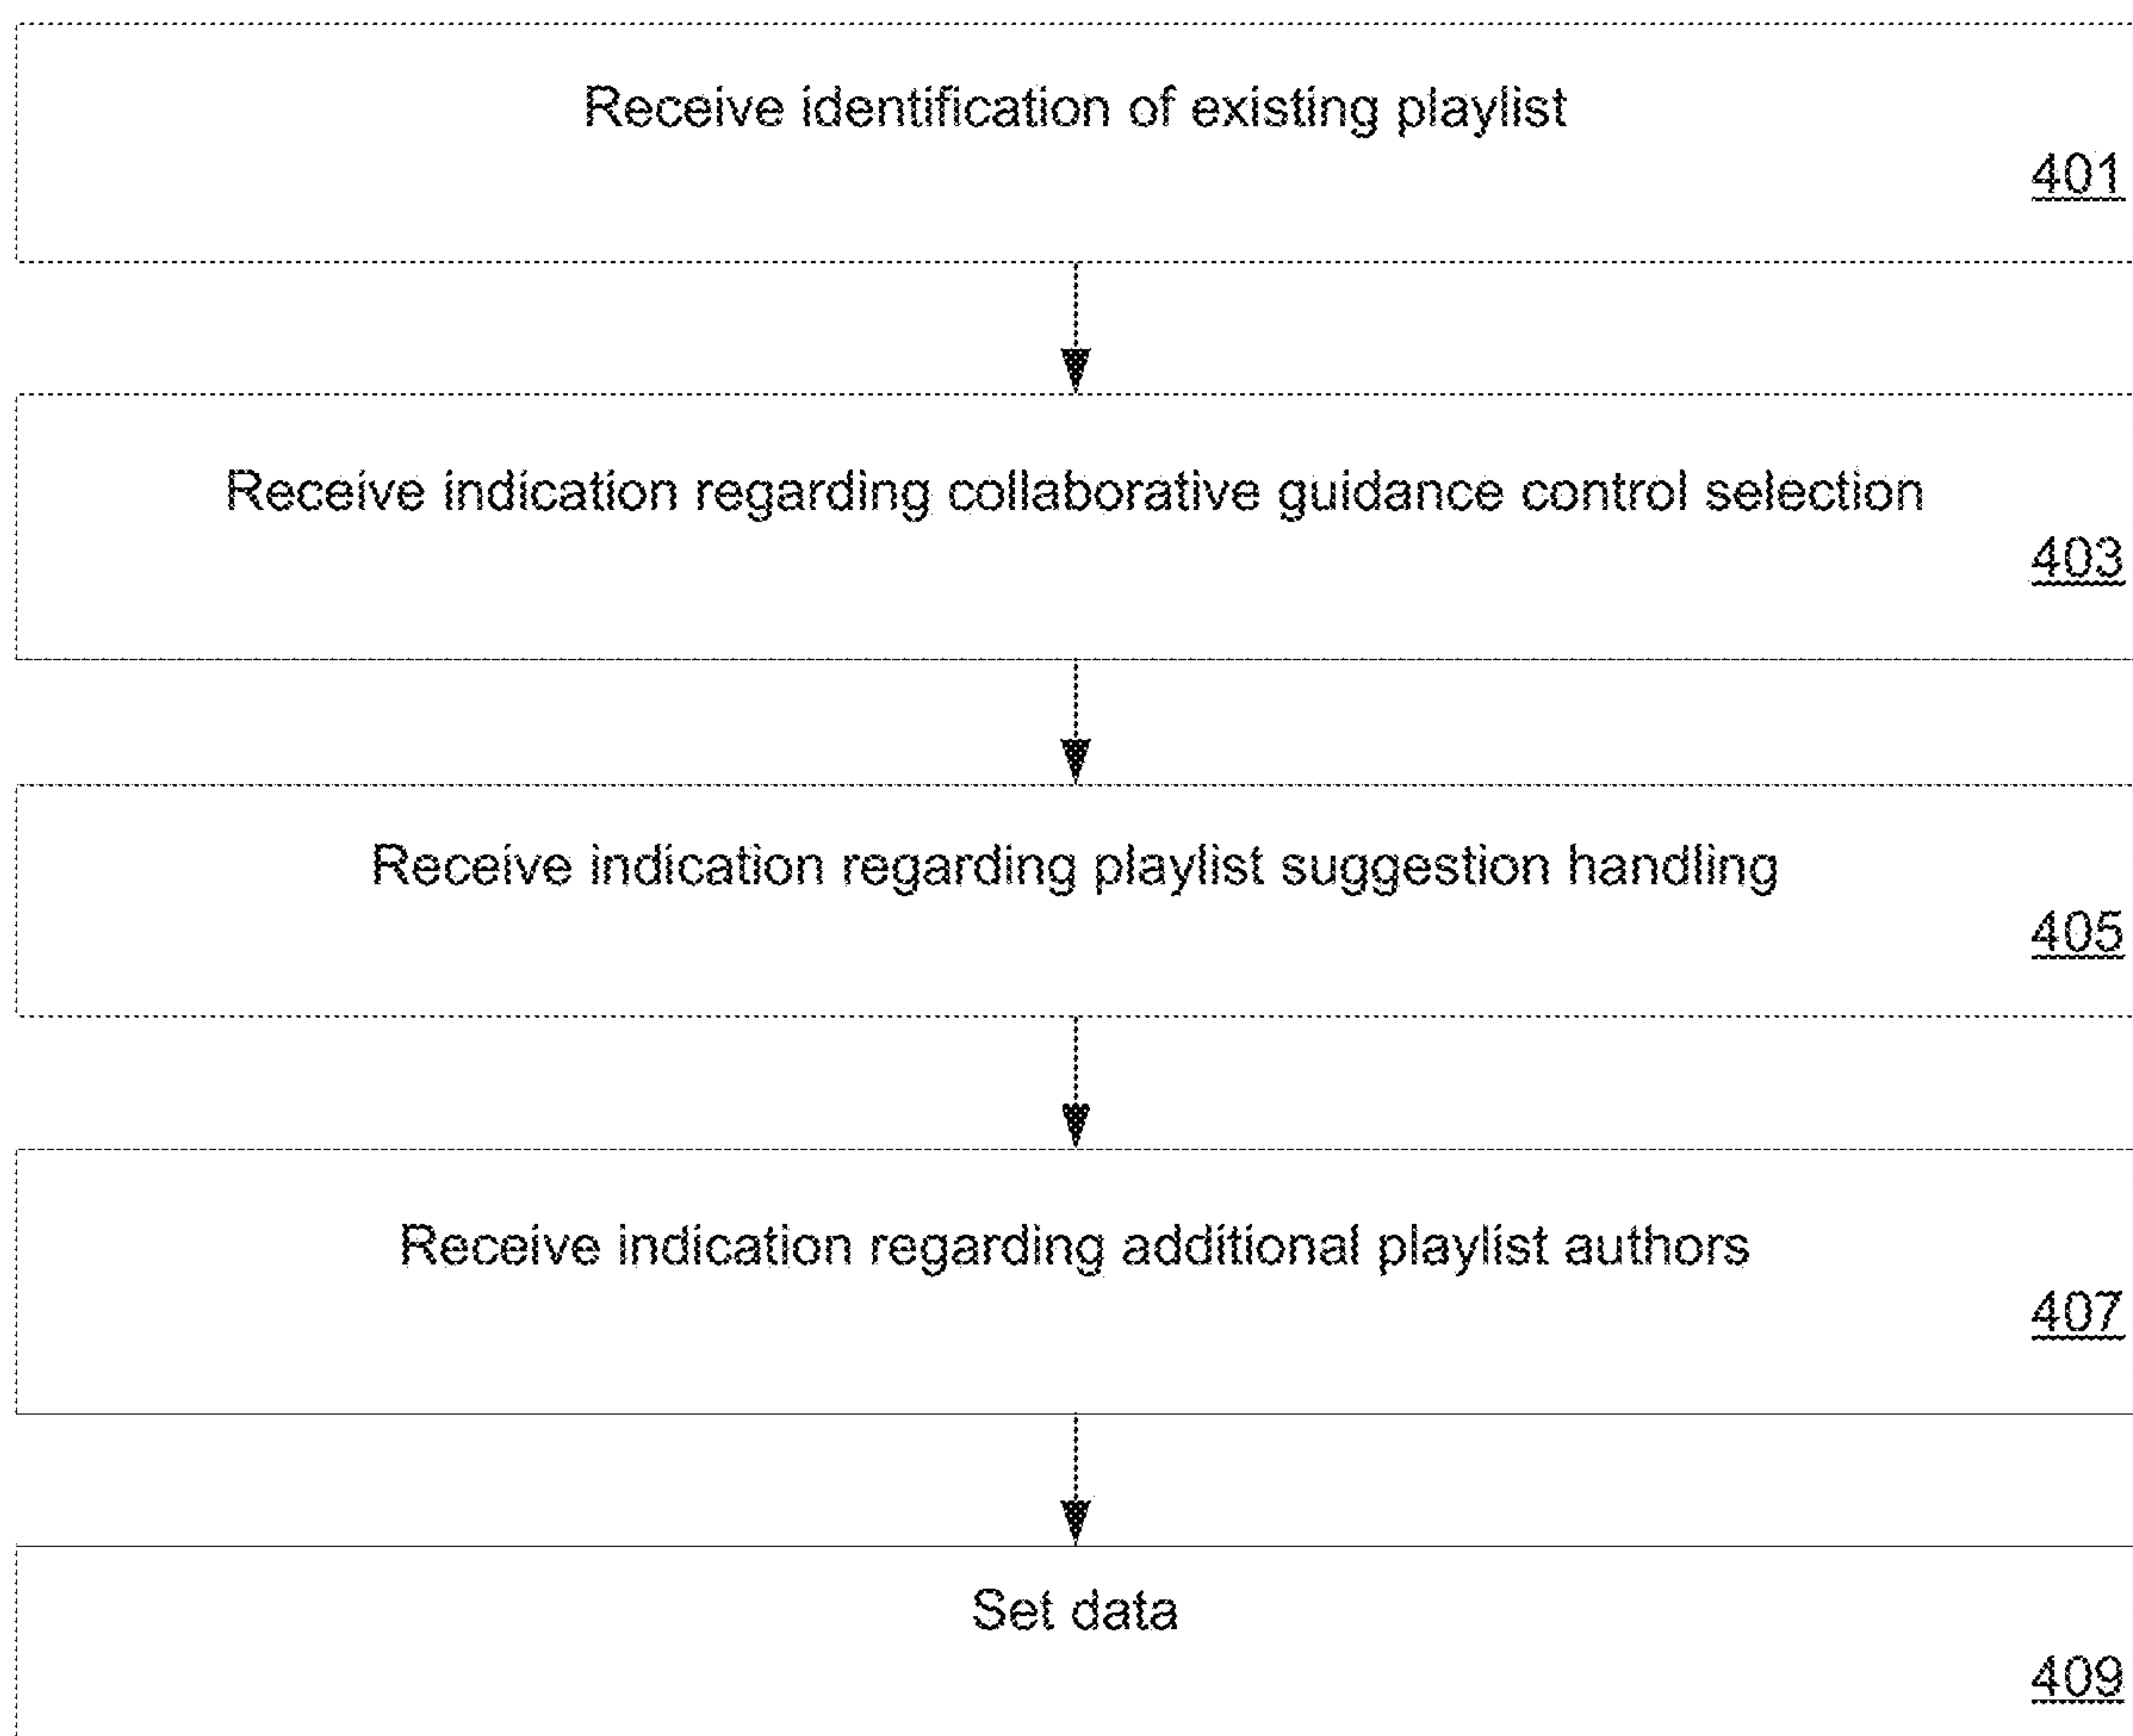 Receive identification of existing playlist
401
Receive indication regarding collaborative guidance control selection
403
Receive indication regarding playlist suggestion handling
405
Receive indication regarding additional playlist authors
407
Set data
409